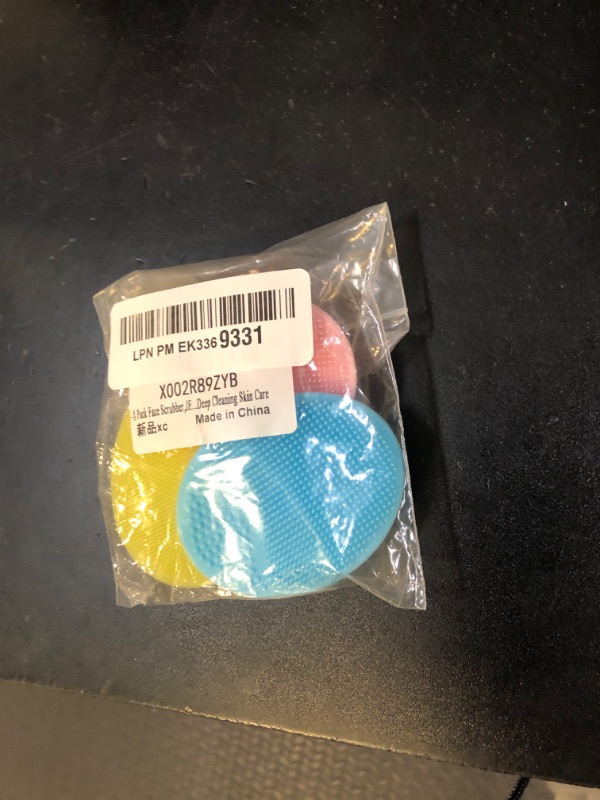 LPN PM EK336 9331
X002R89ZYB
Pack Face Scrubber,JF ...Deep Cleaning Skin Care
新品xc Made in China